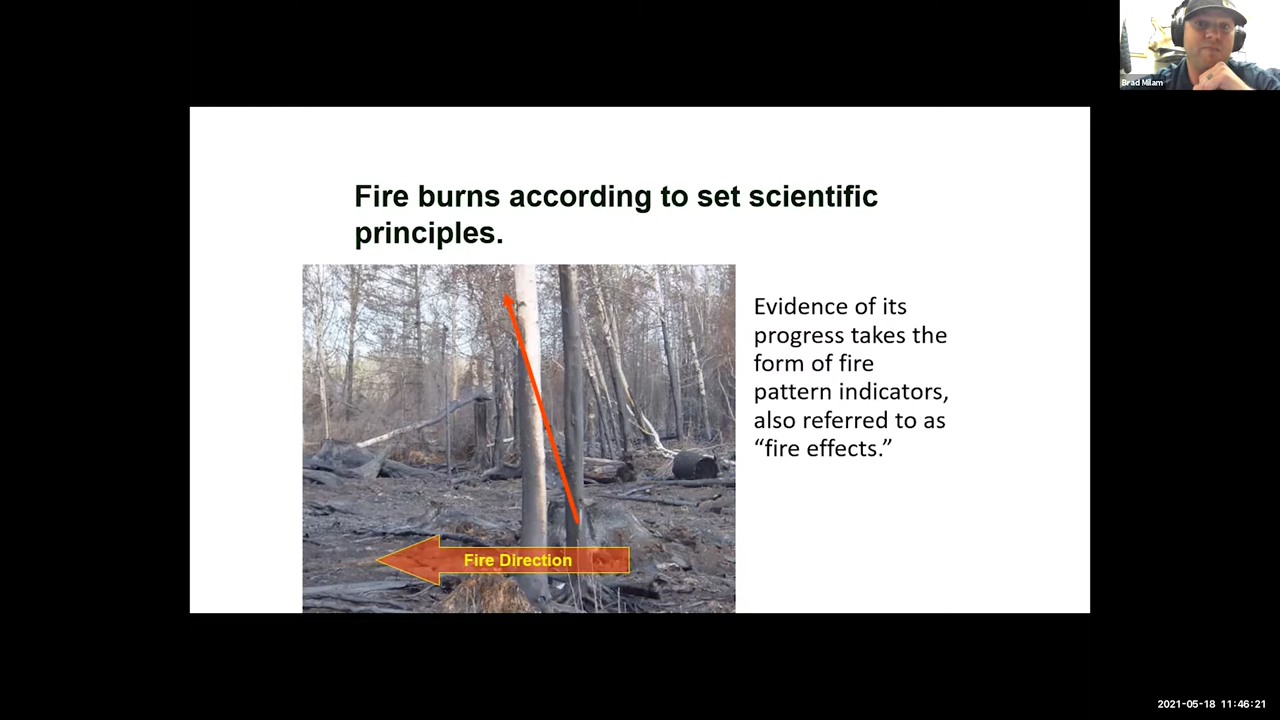 Brad Milam
Fire burns according to set scientific
principles.
Evidence of its
progress takes the
form of fire
pattern indicators,
also referred to as
“fire effects.”
Fire Direction
2021-05-18 11:46:21